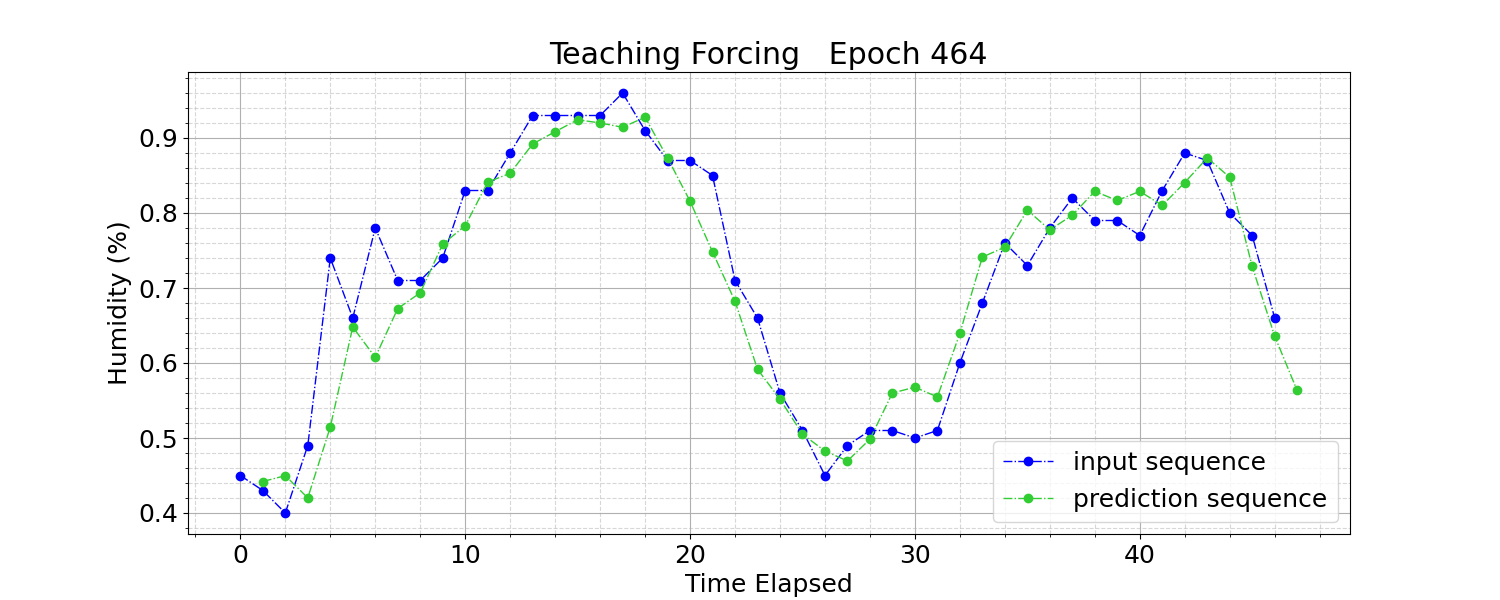 Teaching Forcing   Epoch 464
Humidity (%)
0.9
0.8
0.7
0.6
0.5
0.4
input sequence
prediction sequence
0 10 20 30 40
Time Elapsed